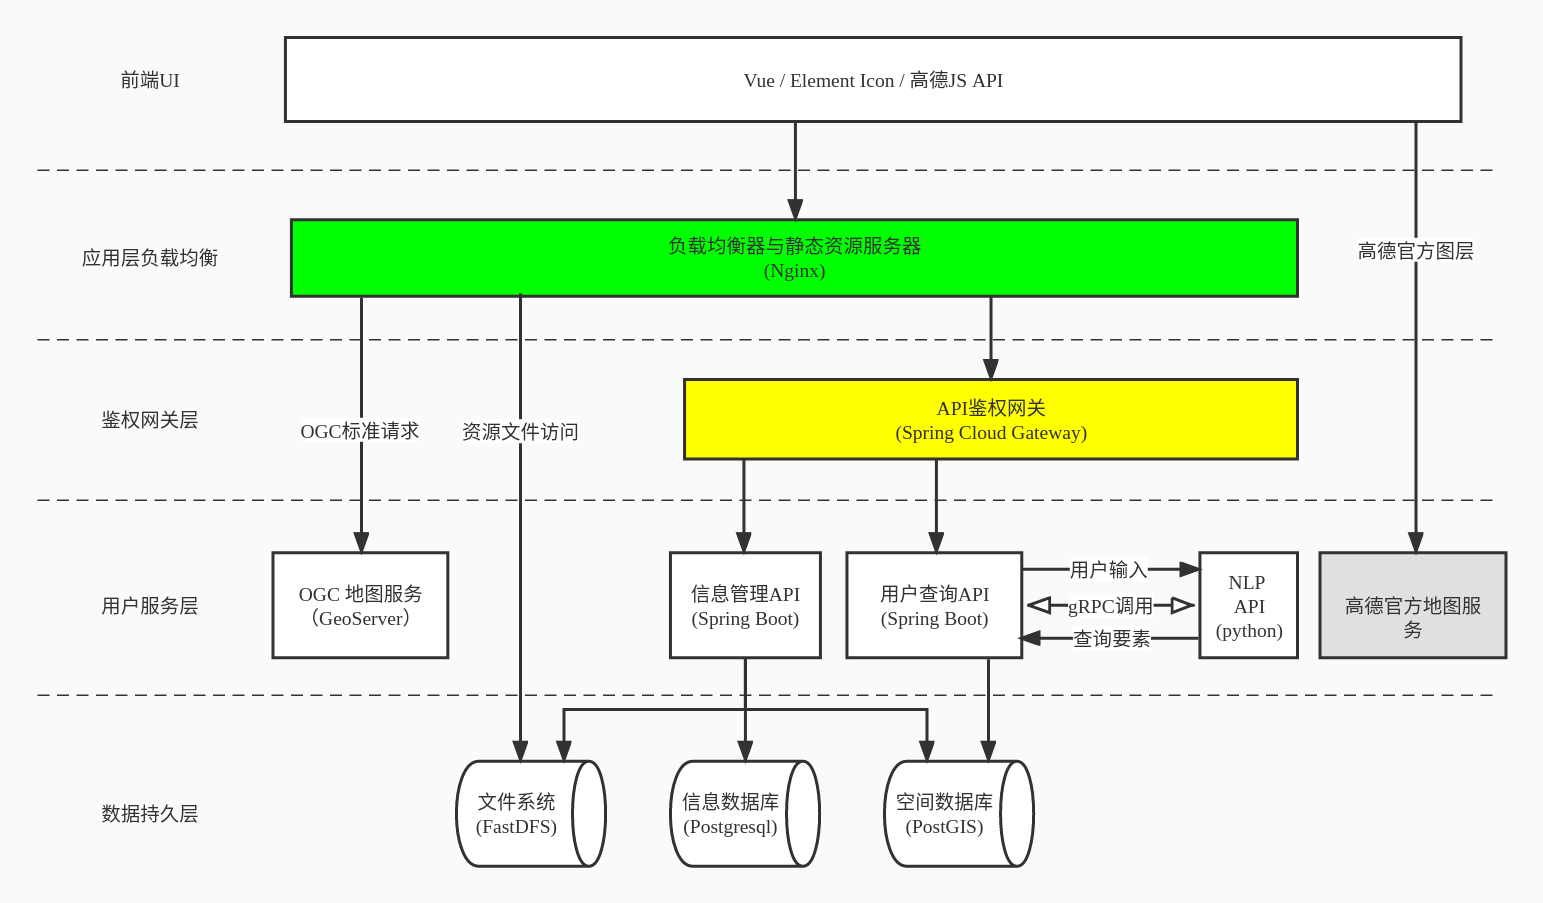 前端UI
Vue / Element Icon / 高德JS API
应用层负载均衡
负载均衡器与静态资源服务器
(Nginx)
高德官方图层
鉴权网关层
OGC标准请求
资源文件访问
API鉴权网关
(Spring Cloud Gateway)
用户服务层
OGC 地图服务
（GeoServer）
信息管理API
(Spring Boot)
用户查询API
(Spring Boot)
用户输入
gRPC调用
查询要素
NLP
API
(python)
高德官方地图服
务
数据持久层
文件系统
(FastDFS)
信息数据库
(Postgresql)
空间数据库
(PostGIS)